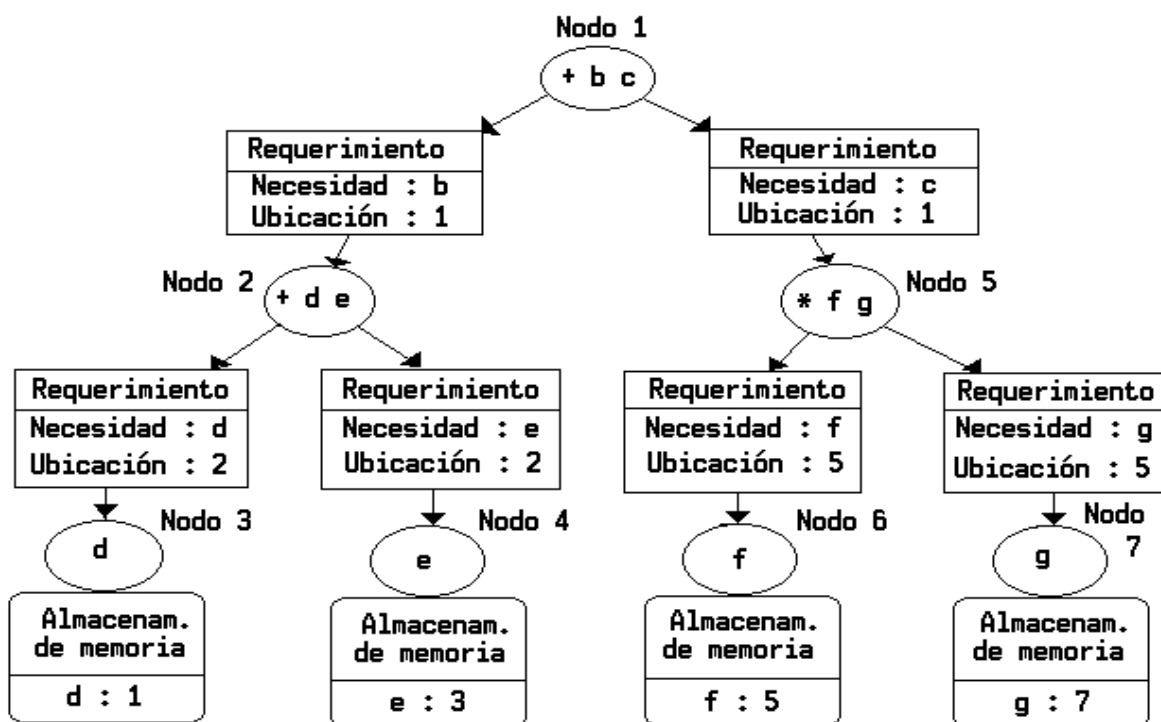 Nodo 1
+ b c
Requerimiento
Necesidad : b
Ubicación : 1
Requerimiento
Necesidad : c
Ubicación : 1
Nodo 2
+ d e
Nodo 5
* f g
Requerimiento
Necesidad : d
Ubicación : 2
Requerimiento
Necesidad : e
Ubicación : 2
Requerimiento
Necesidad : f
Ubicación : 5
Requerimiento
Necesidad : g
Ubicación : 5
Nodo 3
d
Nodo 4
e
Nodo 6
f
Nodo
7
g
Almacenam.
de memoria
d : 1
Almacenam.
de memoria
e : 3
Almacenam.
de memoria
f : 5
Almacenam.
de memoria
g : 7